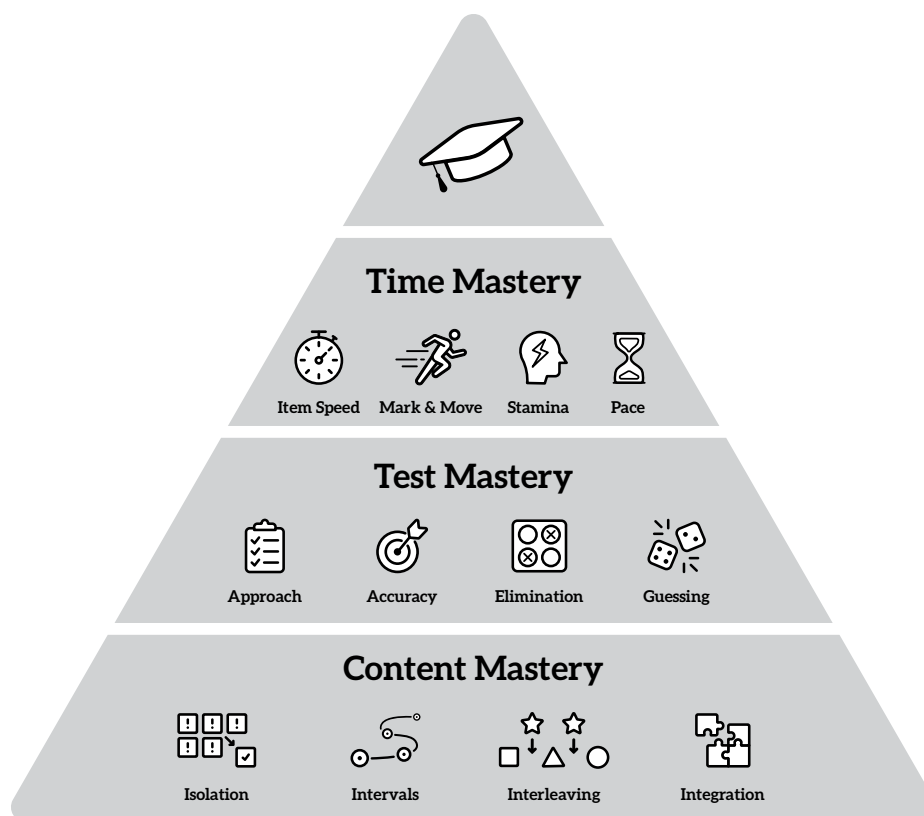 Time Mastery
Item Speed Mark & Move Stamina Pace
Test Mastery
Approach Accuracy Elimination Guessing
Content Mastery
Isolation Intervals Interleaving Integration